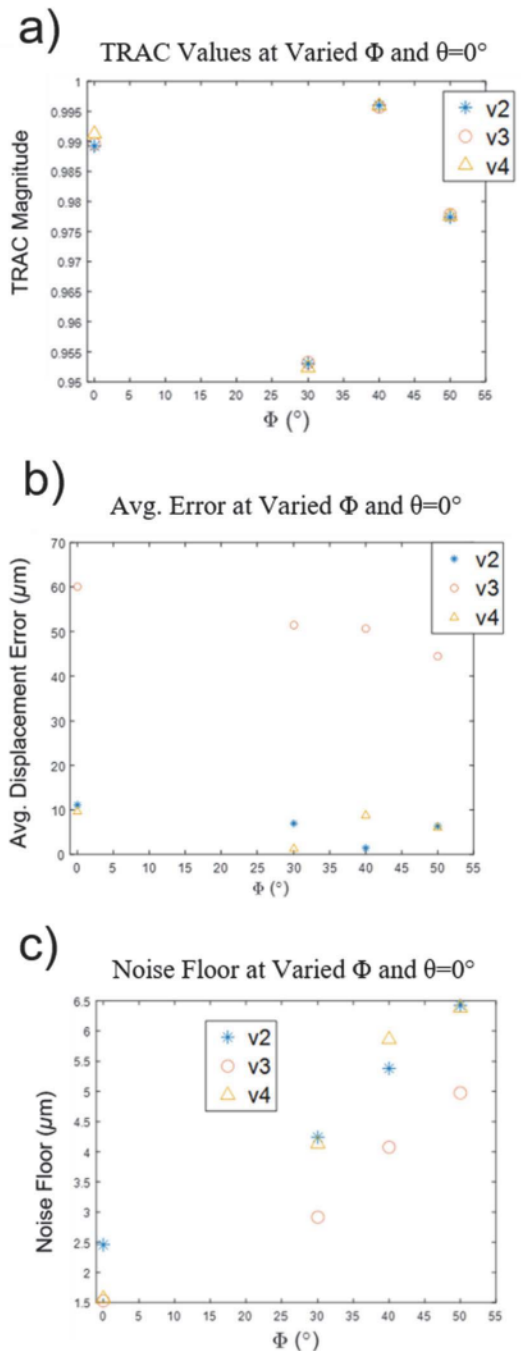 a)
TRAC Values at Varied Φ and θ=0°
1
0.995
0.99
0.985
0.98
0.975
0.97
0.965
0.96
0.955
0.95
TRAC Magnitude
v2
v3
v4
0 5 10 15 20 25 30 35 40 45 50 55
Φ (°)
b)
Avg. Error at Varied Φ and θ=0°
70
60
50
40
30
20
10
0
Avg. Displacement Error (μm)
v2
v3
v4
0 5 10 15 20 25 30 35 40 45 50 55
Φ (°)
c)
Noise Floor at Varied Φ and θ=0°
6.5
6
5.5
5
4.5
4
3.5
3
2.5
2
1.5
Noise Floor (μm)
v2
v3
v4
0 5 10 15 20 25 30 35 40 45 50 55
Φ (°)